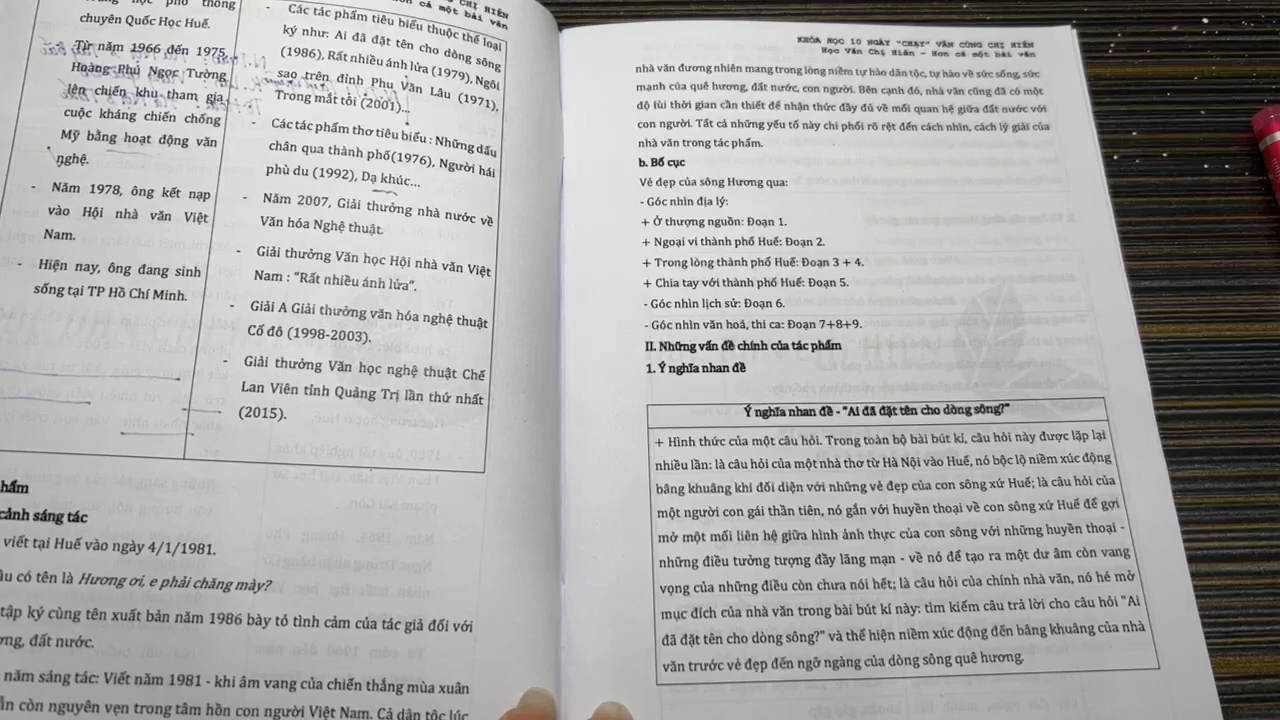 chuyên Quốc Học Huế.
Từ năm 1966 đến 1975,
Hoàng Phủ Ngọc Tường
lên chiến khu tham gia
cuộc kháng chiến chống
Mỹ bằng hoạt động văn
nghệ.
- Năm 1978, ông kết nạp
vào Hội nhà văn Việt
Nam.
- Hiện nay, ông đang sinh
sống tại TP Hồ Chí Minh.
- Các tác phẩm tiêu biểu thuộc thể loại
ký như: Ai đã đặt tên cho dòng sông
(1986), Rất nhiều ánh lửa (1979), Ngôi
sao trên đỉnh Phu Văn Lâu (1971),
Trong mắt tôi (2001)...
- Các tác phẩm thơ tiêu biểu : Những dấu
chân qua thành phố(1976), Người hái
phù du (1992), Dạ khúc...
- Năm 2007, Giải thưởng nhà nước về
Văn hóa Nghệ thuật.
- Giải thưởng Văn học Hội nhà văn Việt
Nam : “Rất nhiều ánh lửa”.
- Giải A Giải thưởng văn hóa nghệ thuật
Cố đô (1998-2003).
- Giải thưởng Văn học nghệ thuật Chế
Lan Viên tỉnh Quảng Trị lần thứ nhất
(2015).
cảnh sáng tác
viết tại Huế vào ngày 4/1/1981.
có tên là Hương ơi, e phải chăng mày?
tập ký cùng tên xuất bản năm 1986 bày tỏ tình cảm của tác giả đối với
đất nước.
năm sáng tác: Viết năm 1981 - khi âm vang của chiến thắng mùa xuân
còn nguyên vẹn trong tâm hồn con người Việt Nam. Cả dân tộc lúc
KHÓA HỌC 10 NGÀY "CHẠY" VĂN CÙNG CHỊ HIÊN
Học Văn Chị Hiên - Hơn cả một bài văn
nhà văn đương nhiên mang trong lòng niềm tự hào dân tộc, tự hào về sức sống, sức
mạnh của quê hương, đất nước, con người. Bên cạnh đó, nhà văn cũng đã có một
độ lùi thời gian cần thiết để nhận thức đầy đủ về mối quan hệ giữa đất nước với
con người. Tất cả những yếu tố này chi phối rõ rệt đến cách nhìn, cách lý giải của
nhà văn trong tác phẩm.
b. Bố cục
Vẻ đẹp của sông Hương qua:
- Góc nhìn địa lý:
+ Ở thượng nguồn: Đoạn 1.
+ Ngoại vi thành phố Huế: Đoạn 2.
+ Trong lòng thành phố Huế: Đoạn 3 + 4.
+ Chia tay với thành phố Huế: Đoạn 5.
- Góc nhìn lịch sử: Đoạn 6.
- Góc nhìn văn hoá, thi ca: Đoạn 7+8+9.
II. Những vấn đề chính của tác phẩm
1. Ý nghĩa nhan đề
Ý nghĩa nhan đề - "Ai đã đặt tên cho dòng sông?"
+ Hình thức của một câu hỏi. Trong toàn bộ bài bút kí, câu hỏi này được lặp lại
nhiều lần: là câu hỏi của một nhà thơ từ Hà Nội vào Huế, nó bộc lộ niềm xúc động
bâng khuâng khi đối diện với những vẻ đẹp của con sông xứ Huế; là câu hỏi của
một người con gái thần tiên, nó gắn với huyền thoại về con sông xứ Huế để gợi
mở một mối liên hệ giữa hình ảnh thực của con sông với những huyền thoại -
những điều tưởng tượng đầy lãng mạn - về nó để tạo ra một dư âm còn vang
vọng của những điều còn chưa nói hết; là câu hỏi của chính nhà văn, nó hé mở
mục đích của nhà văn trong bài bút kí này: tìm kiếm câu trả lời cho câu hỏi "Ai
đã đặt tên cho dòng sông?" và thể hiện niềm xúc động đến bâng khuâng của nhà
văn trước vẻ đẹp đến ngỡ ngàng của dòng sông quê hương.